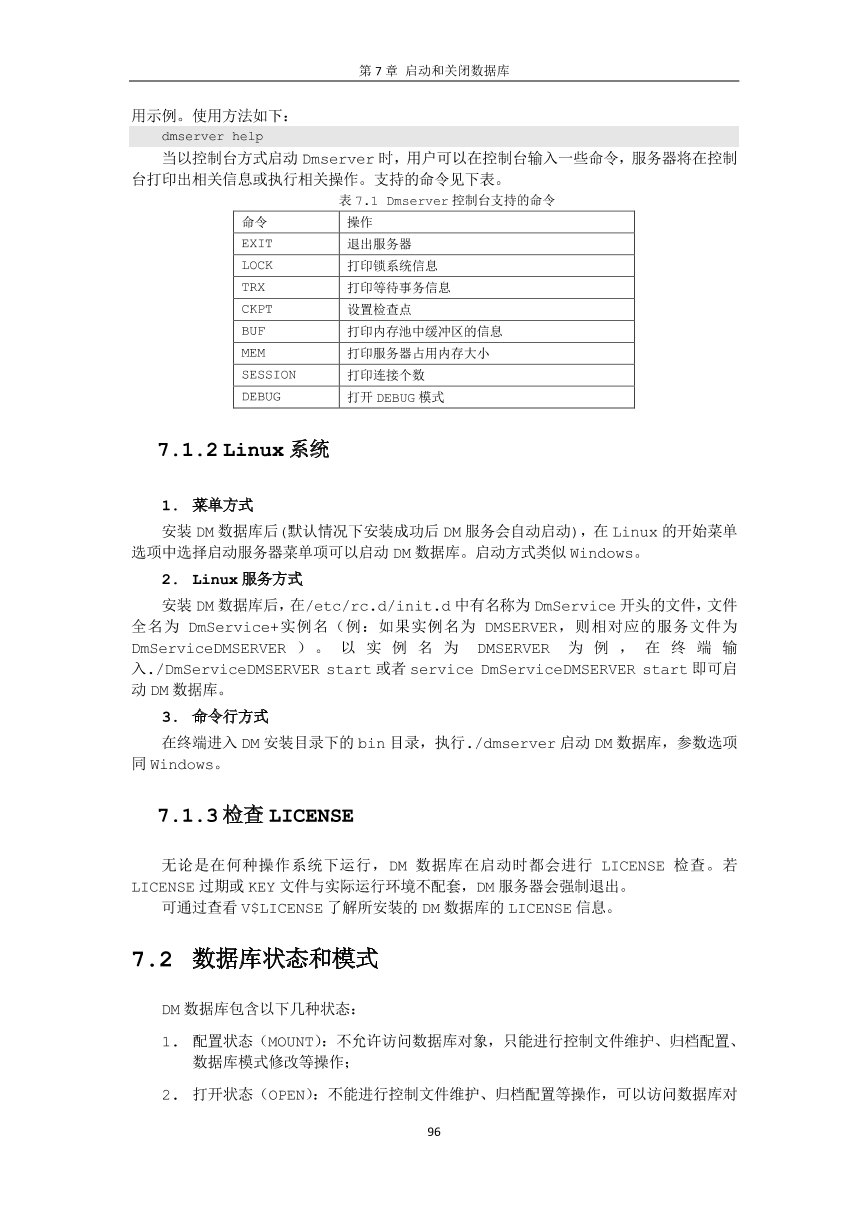 第 7 章 启动和关闭数据库
用示例。使用方法如下：
dmserver help
当以控制台方式启动 Dmserver 时，用户可以在控制台输入一些命令，服务器将在控制
台打印出相关信息或执行相关操作。支持的命令见下表。
表 7.1 Dmserver 控制台支持的命令
命令 操作
EXIT 退出服务器
LOCK 打印锁系统信息
TRX 打印等待事务信息
CKPT 设置检查点
BUF 打印内存池中缓冲区的信息
MEM 打印服务器占用内存大小
SESSION 打印连接个数
DEBUG 打开 DEBUG 模式
7.1.2 Linux 系统
1. 菜单方式
安装 DM 数据库后(默认情况下安装成功后 DM 服务会自动启动)，在 Linux 的开始菜单
选项中选择启动服务器菜单项可以启动 DM 数据库。启动方式类似 Windows。
2. Linux 服务方式
安装 DM 数据库后，在/etc/rc.d/init.d 中有名称为 DmService 开头的文件，文件
全名为 DmService+实例名（例：如果实例名为 DMSERVER，则相对应的服务文件为
DmServiceDMSERVER ）。 以 实 例 名 为 DMSERVER 为 例 ， 在 终 端 输
入./DmServiceDMSERVER start 或者 service DmServiceDMSERVER start 即可启
动 DM 数据库。
3. 命令行方式
在终端进入 DM 安装目录下的 bin 目录，执行./dmserver 启动 DM 数据库，参数选项
同 Windows。
7.1.3 检查 LICENSE
无论是在何种操作系统下运行，DM 数据库在启动时都会进行 LICENSE 检查。若
LICENSE 过期或 KEY 文件与实际运行环境不配套，DM 服务器会强制退出。
可通过查看 V$LICENSE 了解所安装的 DM 数据库的 LICENSE 信息。
7.2 数据库状态和模式
DM 数据库包含以下几种状态：
1. 配置状态（MOUNT）：不允许访问数据库对象，只能进行控制文件维护、归档配置、
数据库模式修改等操作；
2. 打开状态（OPEN）：不能进行控制文件维护、归档配置等操作，可以访问数据库对
96